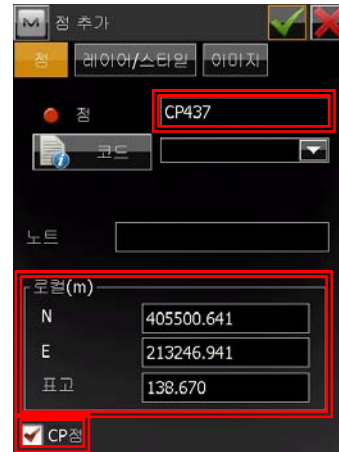 점 추가
점 레이어/스타일 이미지
점 CP437
코드
노트
로컬(m)
N 405500.641
E 213246.941
표고 138.670
CP점